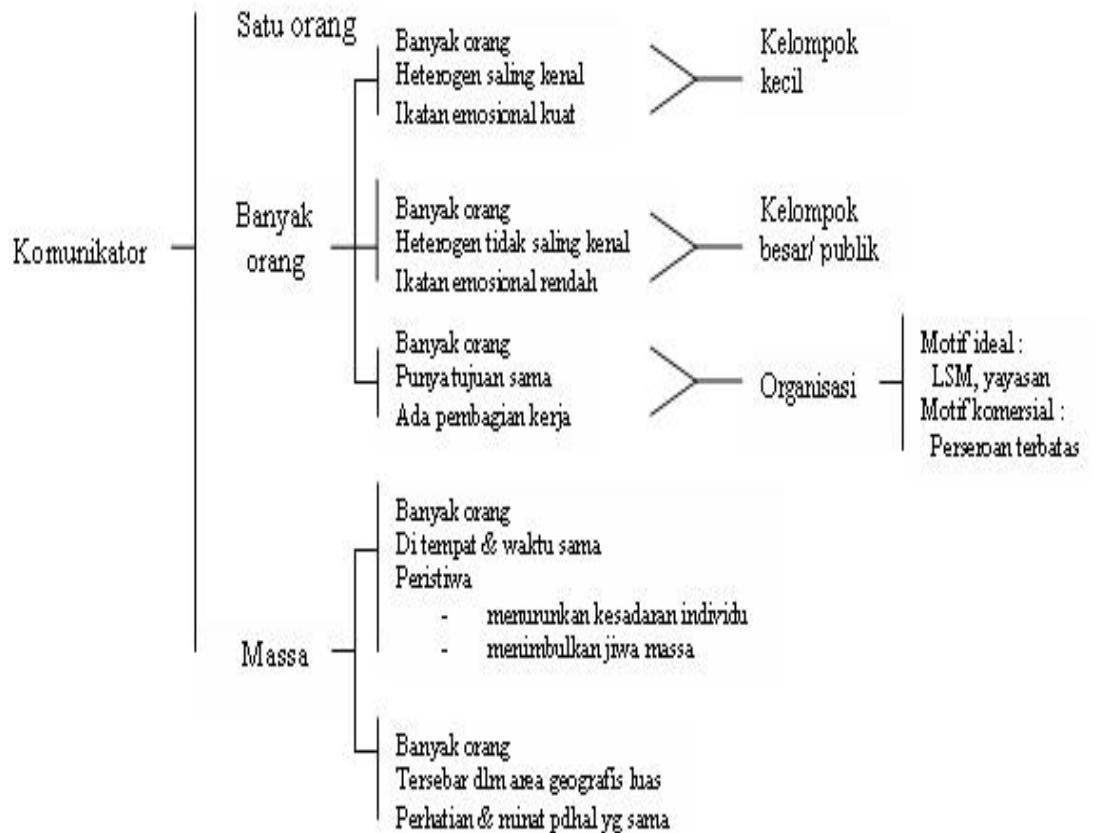 Komunikator
Satu orang
Banyak
orang
Banyak orang
Heterogen saling kenal
Ikatan emosional kuat
Kelompok
kecil
Banyak orang
Heterogen tidak saling kenal
Ikatan emosional rendah
Kelompok
besar/ publik
Banyak orang
Punya tujuan sama
Ada pembagian kerja
Organisasi
Motif ideal :
LSM, yayasan
Motif komersial :
Perseroan terbatas
Massa
Banyak orang
Di tempat & waktu sama
Peristiwa
- menurunkan kesadaran individu
- menimbulkan jiwa massa
Banyak orang
Tersebar dlm area geografis luas
Perhatian & minat pdhal yg sama